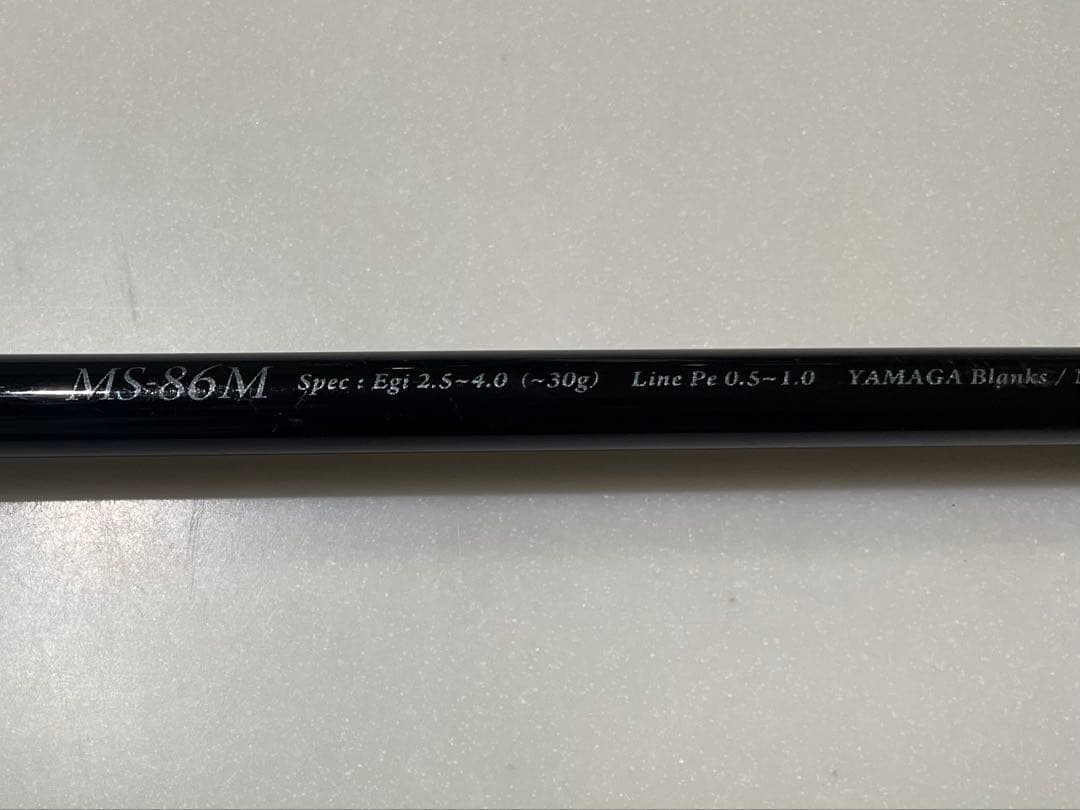 MS-86M Spec : Egi 2.5~4.0 (~30g) Line Pe 0.5~1.0 YAMAGA Blanks /